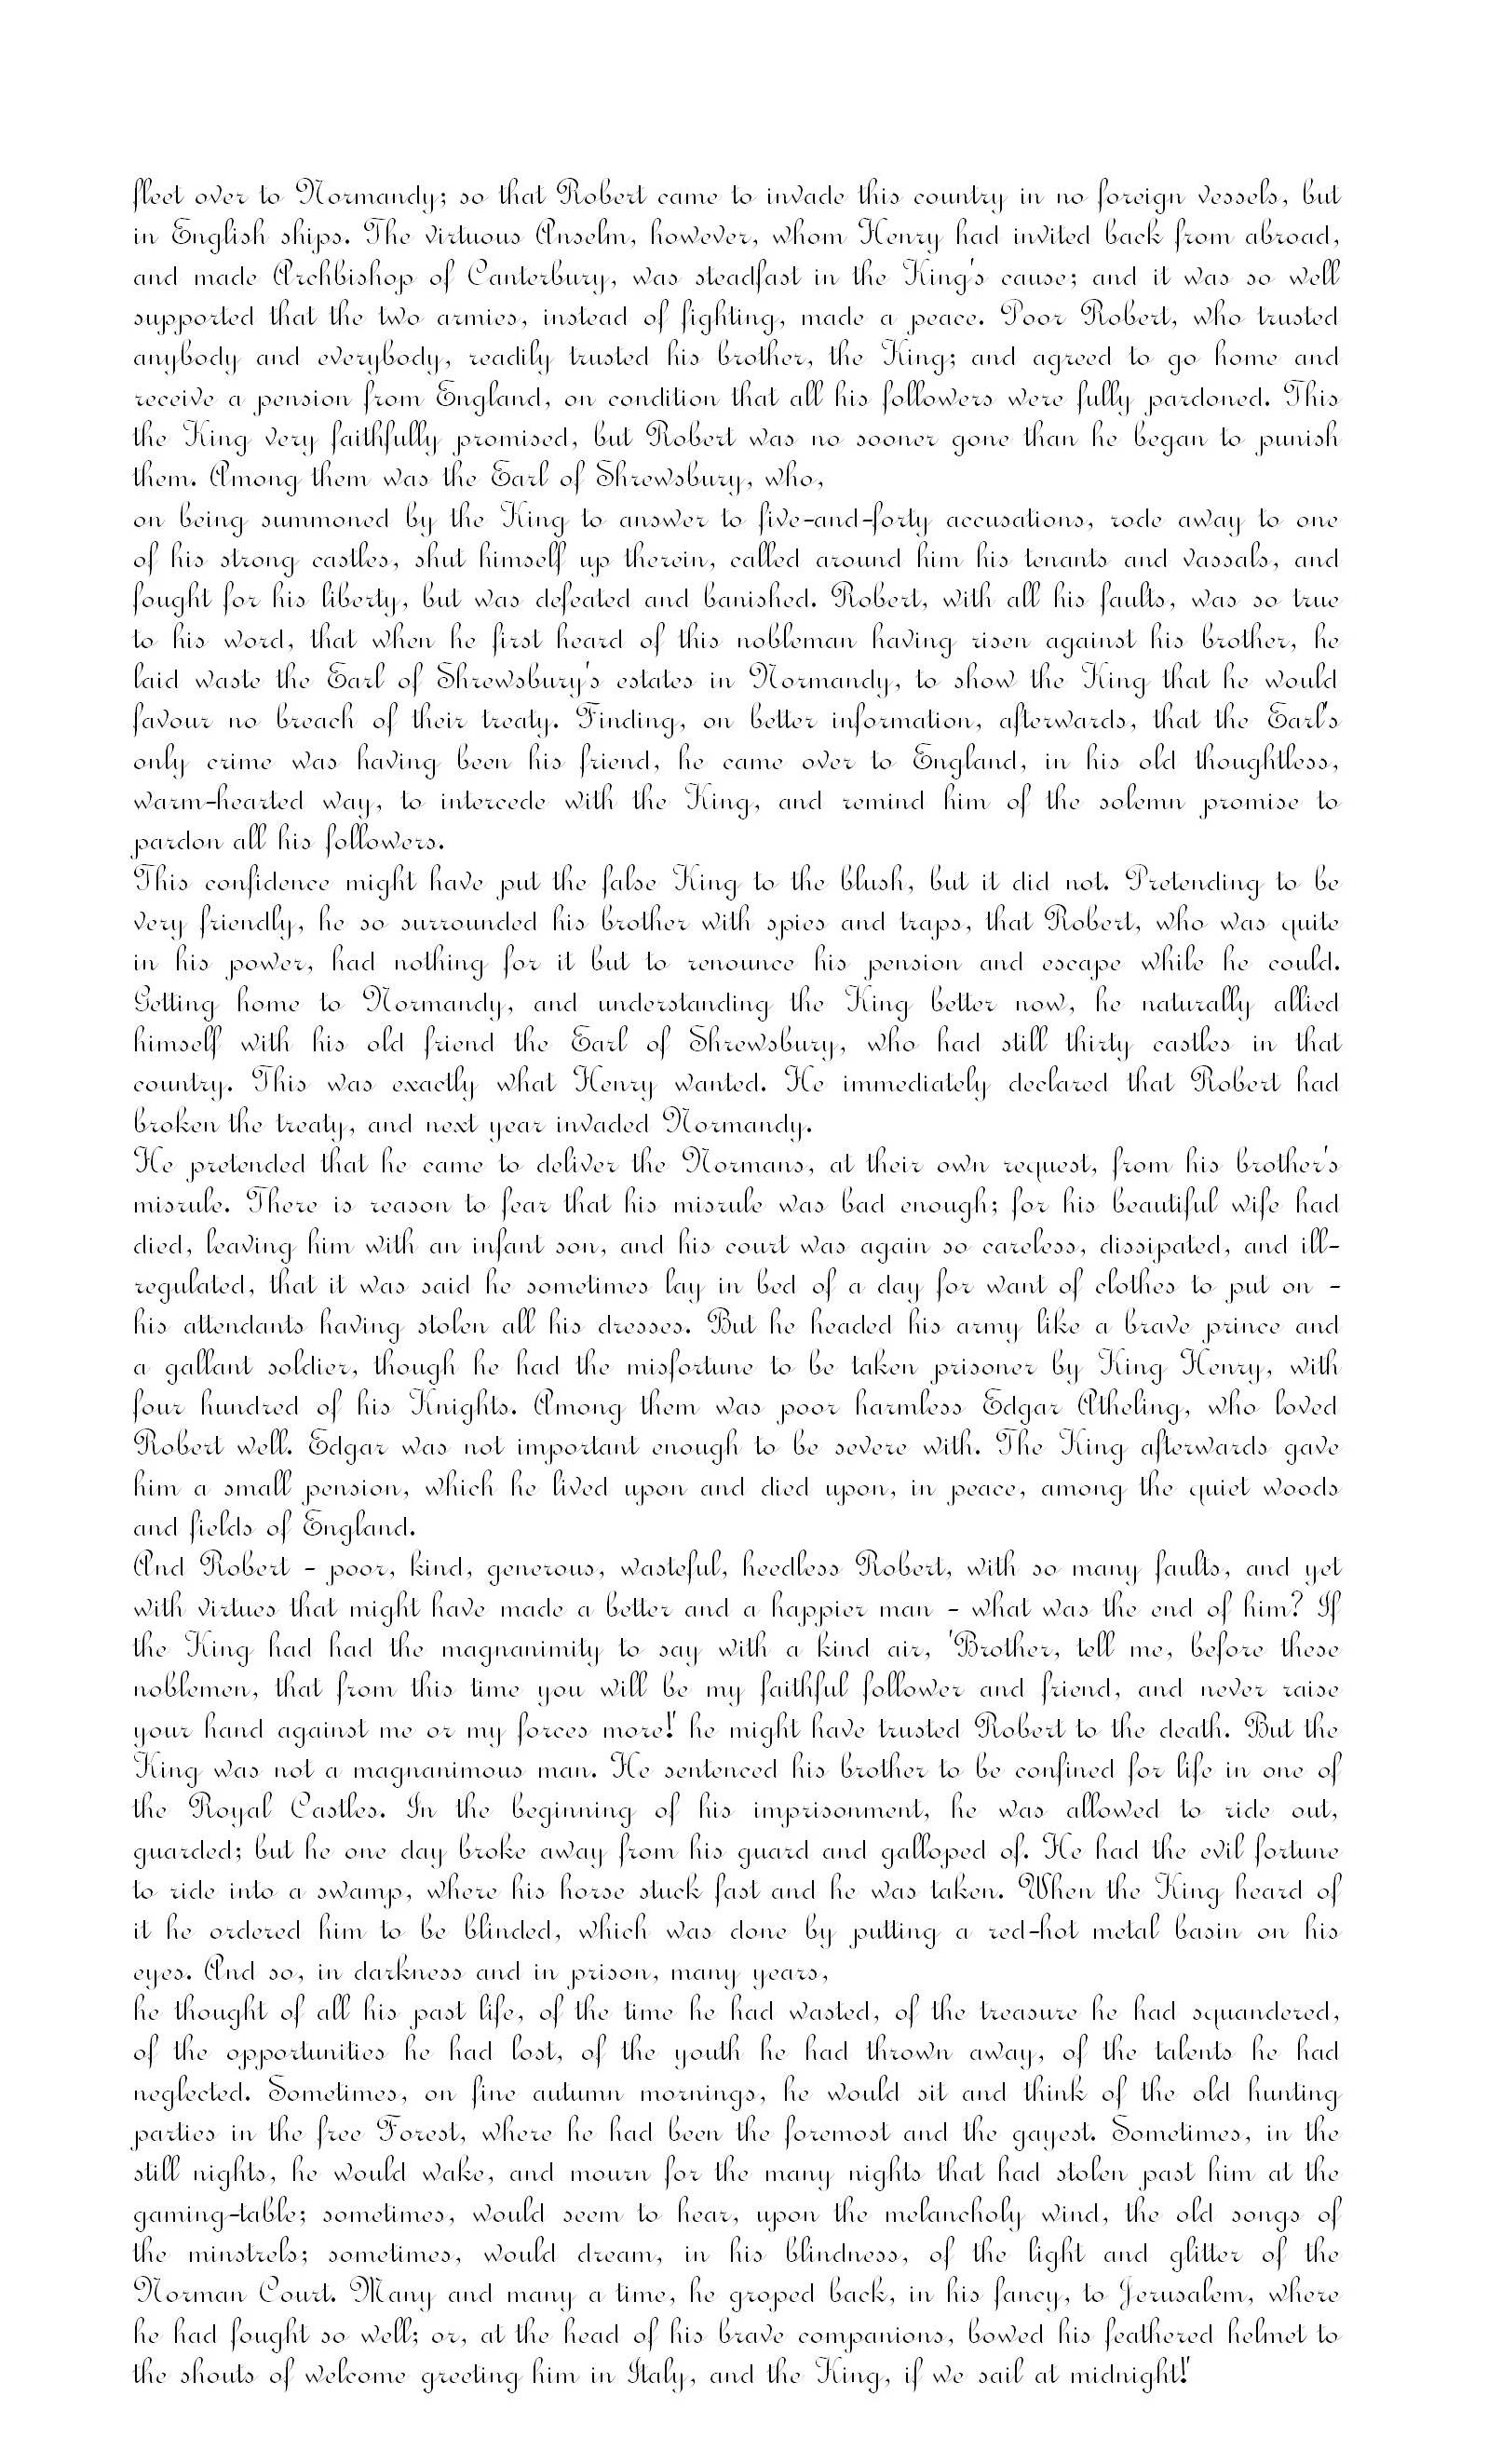 fleet over to Normandy; so that Robert came to invade this country in no foreign vessels, but
in English ships. The virtuous Anselm, however, whom Henry had invited back from abroad,
and made Archbishop of Canterbury, was steadfast in the King's cause; and it was so well
supported that the two armies, instead of fighting, made a peace. Poor Robert, who trusted
anybody and everybody, readily trusted his brother, the King; and agreed to go home and
receive a pension from England, on condition that all his followers were fully pardoned. This
the King very faithfully promised, but Robert was no sooner gone than he began to punish
them. Among them was the Earl of Shrewsbury, who,
on being summoned by the King to answer to five-and-forty accusations, rode away to one
of his strong castles, shut himself up therein, called around him his tenants and vassals, and
fought for his liberty, but was defeated and banished. Robert, with all his faults, was so true
to his word, that when he first heard of this nobleman having risen against his brother, he
laid waste the Earl of Shrewsbury's estates in Normandy, to show the King that he would
favour no breach of their treaty. Finding, on better information, afterwards, that the Earl's
only crime was having been his friend, he came over to England, in his old thoughtless,
warm-hearted way, to intercede with the King, and remind him of the solemn promise to
pardon all his followers.
This confidence might have put the false King to the blush, but it did not. Pretending to be
very friendly, he so surrounded his brother with spies and traps, that Robert, who was quite
in his power, had nothing for it but to renounce his pension and escape while he could.
Getting home to Normandy, and understanding the King better now, he naturally allied
himself with his old friend the Earl of Shrewsbury, who had still thirty castles in that
country. This was exactly what Henry wanted. He immediately declared that Robert had
broken the treaty, and next year invaded Normandy.
He pretended that he came to deliver the Normans, at their own request, from his brother's
misrule. There is reason to fear that his misrule was bad enough; for his beautiful wife had
died, leaving him with an infant son, and his court was again so careless, dissipated, and ill-
regulated, that it was said he sometimes lay in bed of a day for want of clothes to put on -
his attendants having stolen all his dresses. But he headed his army like a brave prince and
a gallant soldier, though he had the misfortune to be taken prisoner by King Henry, with
four hundred of his Knights. Among them was poor harmless Edgar Atheling, who loved
Robert well. Edgar was not important enough to be severe with. The King afterwards gave
him a small pension, which he lived upon and died upon, in peace, among the quiet woods
and fields of England.
And Robert - poor, kind, generous, wasteful, heedless Robert, with so many faults, and yet
with virtues that might have made a better and a happier man - what was the end of him? If
the King had had the magnanimity to say with a kind air, 'Brother, tell me, before these
noblemen, that from this time you will be my faithful follower and friend, and never raise
your hand against me or my forces more!' he might have trusted Robert to the death. But the
King was not a magnanimous man. He sentenced his brother to be confined for life in one of
the Royal Castles. In the beginning of his imprisonment, he was allowed to ride out,
guarded; but he one day broke away from his guard and galloped of. He had the evil fortune
to ride into a swamp, where his horse stuck fast and he was taken. When the King heard of
it he ordered him to be blinded, which was done by putting a red-hot metal basin on his
eyes. And so, in darkness and in prison, many years,
he thought of all his past life, of the time he had wasted, of the treasure he had squandered,
of the opportunities he had lost, of the youth he had thrown away, of the talents he had
neglected. Sometimes, on fine autumn mornings, he would sit and think of the old hunting
parties in the free Forest, where he had been the foremost and the gayest. Sometimes, in the
still nights, he would wake, and mourn for the many nights that had stolen past him at the
gaming-table; sometimes, would seem to hear, upon the melancholy wind, the old songs of
the minstrels; sometimes, would dream, in his blindness, of the light and glitter of the
Norman Court. Many and many a time, he groped back, in his fancy, to Jerusalem, where
he had fought so well; or, at the head of his brave companions, bowed his feathered helmet to
the shouts of welcome greeting him in Italy, and the King, if we sail at midnight!'